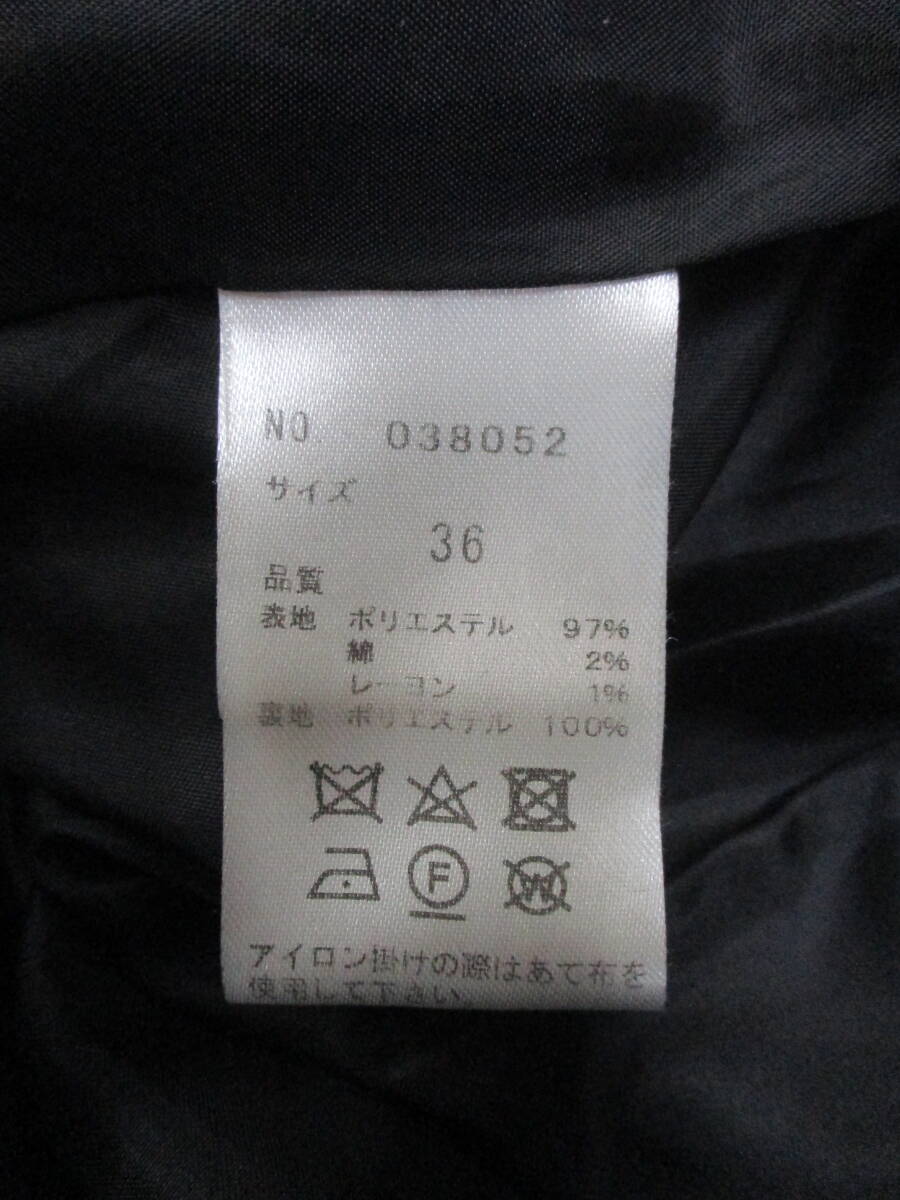 NO 038052
サイズ
36
品質
表地 ポリエステル 97%
綿 2%
レーヨン 1%
裏地 ポリエステル 100%
F
W
アイロン掛けの際はあて布を
使用して下さい。